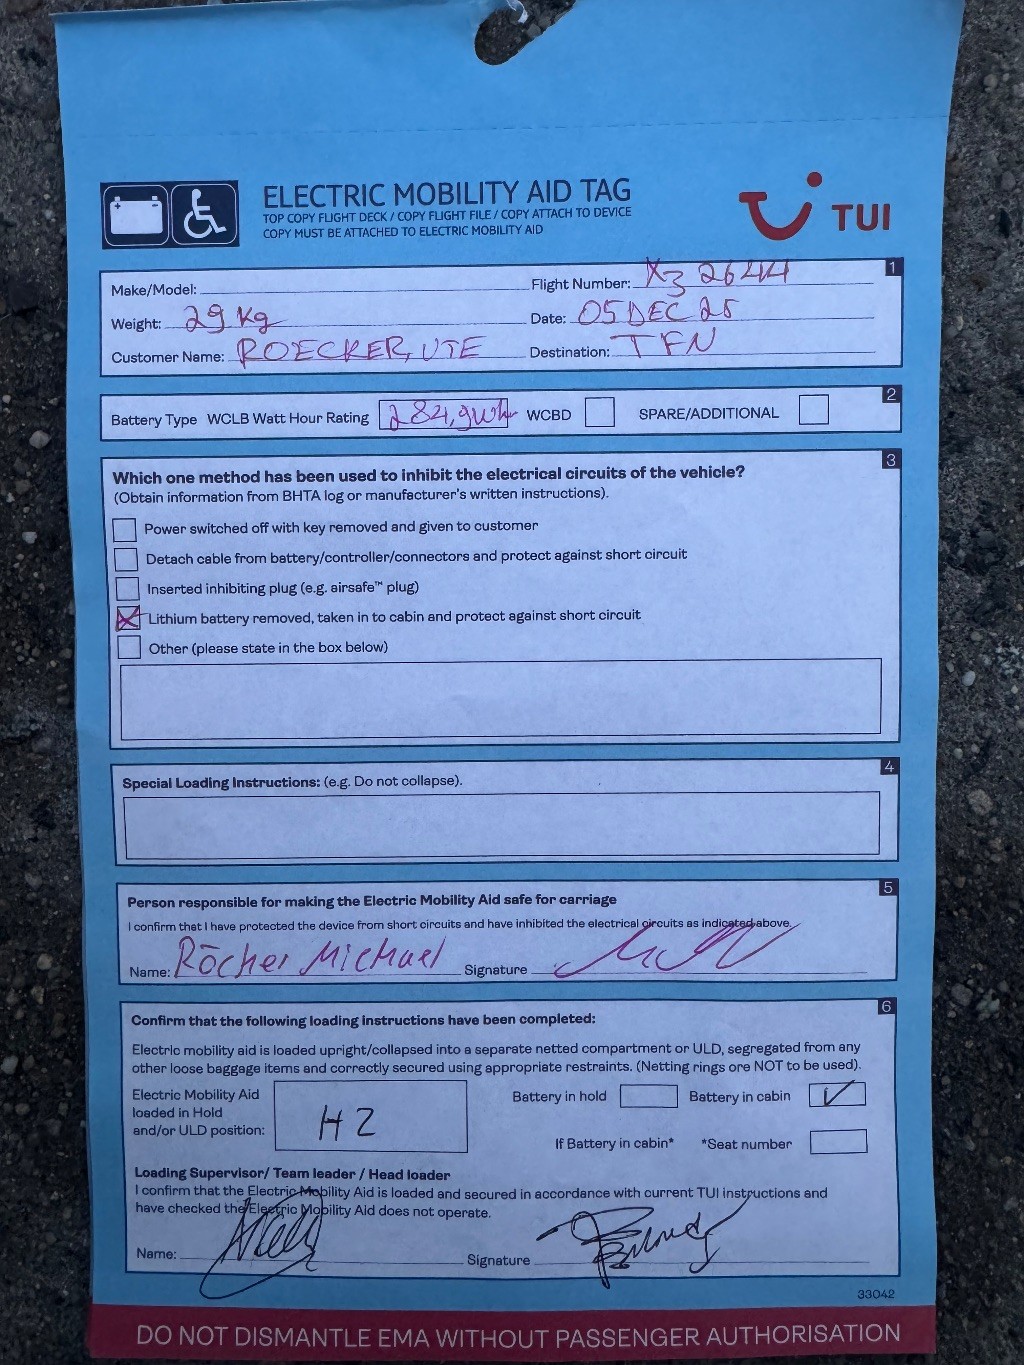 ELECTRIC MOBILITY AID TAG
TOP COPY FLIGHT DECK / COPY FLIGHT FILE / COPY ATTACH TO DEVICE
COPY MUST BE ATTACHED TO ELECTRIC MOBILITY AID
TUI
1
Make/Model: Flight Number: X3 2644
Weight: 29 Kg Date: 05 DEC 25
Customer Name: ROECKER, UTE Destination: TFN
2
Battery Type WCLB Watt Hour Rating 284,9Wh WCBD SPARE/ADDITIONAL
3
Which one method has been used to inhibit the electrical circuits of the vehicle?
(Obtain information from BHTA log or manufacturer's written instructions).
Power switched off with key removed and given to customer
Detach cable from battery/controller/connectors and protect against short circuit
Inserted inhibiting plug (e.g. airsafe™ plug)
Lithium battery removed, taken in to cabin and protect against short circuit
Other (please state in the box below)
4
Special Loading Instructions: (e.g. Do not collapse).
5
Person responsible for making the Electric Mobility Aid safe for carriage
I confirm that I have protected the device from short circuits and have inhibited the electrical circuits as indicated above.
Name: Röcher Michael Signature
6
Confirm that the following loading instructions have been completed:
Electric mobility aid is loaded upright/collapsed into a separate netted compartment or ULD, segregated from any
other loose baggage items and correctly secured using appropriate restraints. (Netting rings are NOT to be used).
Electric Mobility Aid
loaded in Hold
and/or ULD position:
H2
Battery in hold Battery in cabin
If Battery in cabin* *Seat number
Loading Supervisor/ Team leader / Head loader
I confirm that the Electric Mobility Aid is loaded and secured in accordance with current TUI instructions and
have checked the Electric Mobility Aid does not operate.
Name: Signature
33042
DO NOT DISMANTLE EMA WITHOUT PASSENGER AUTHORISATION